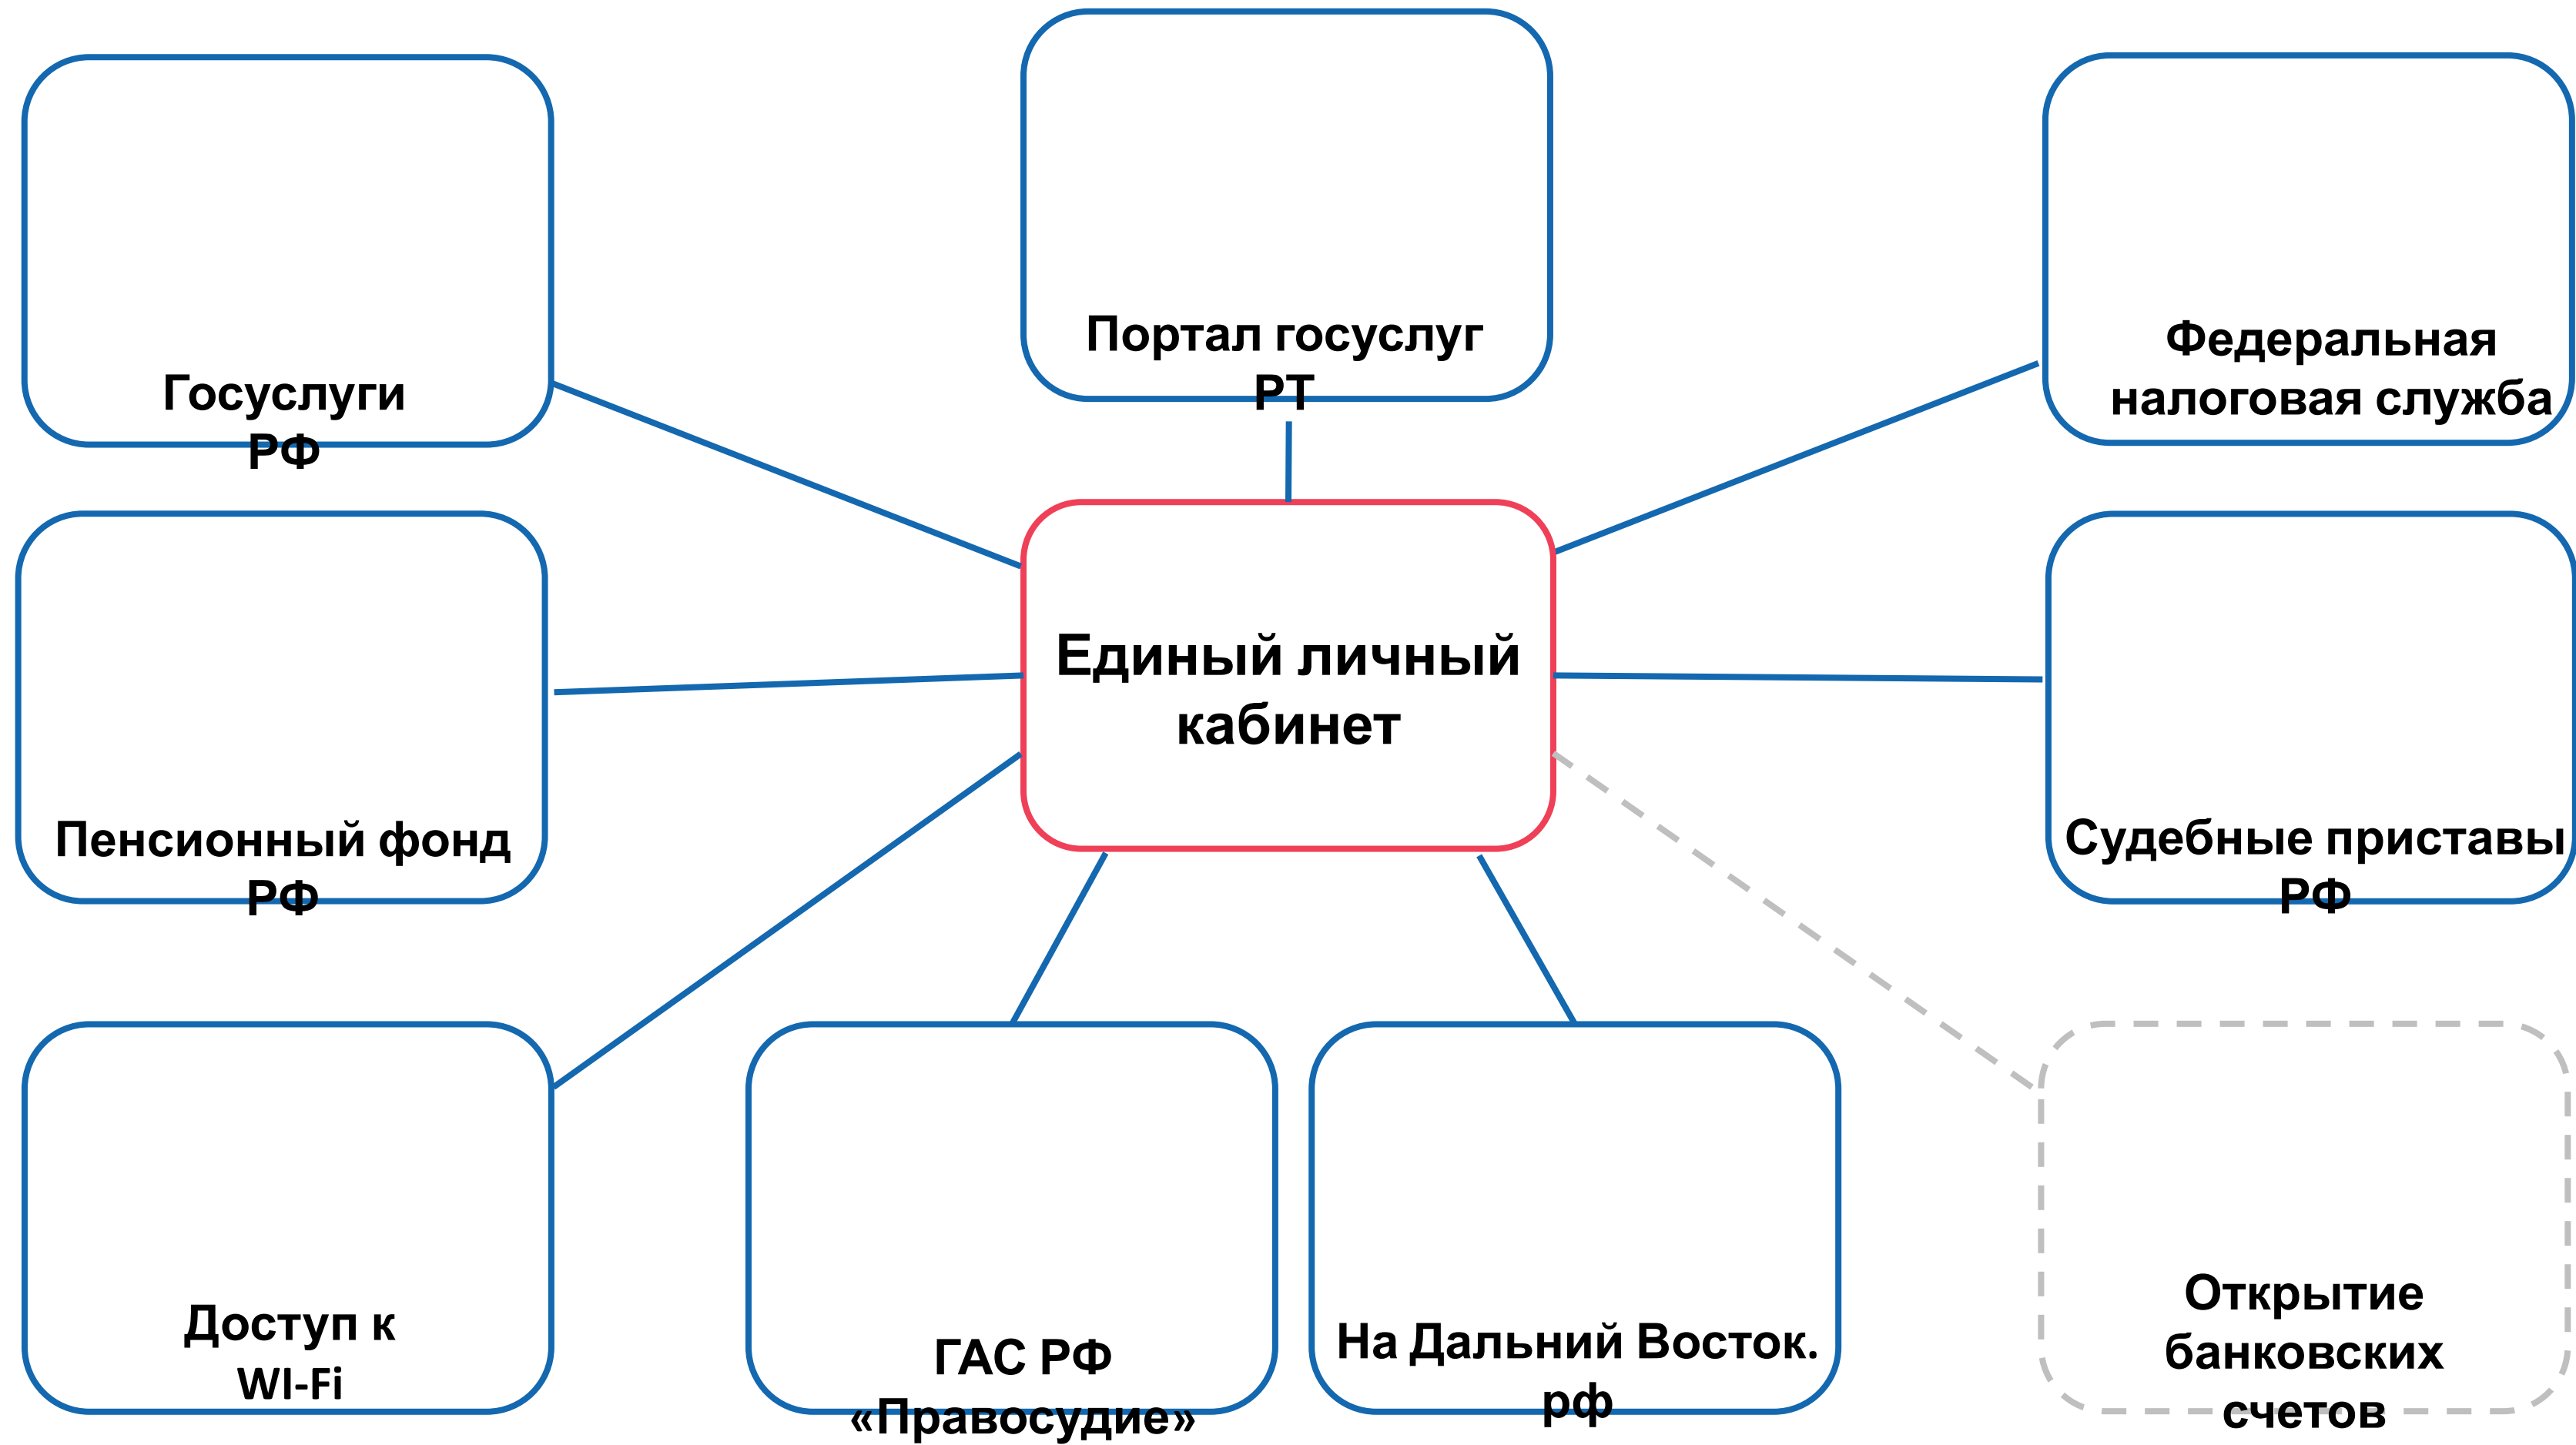 Портал госуслуг
РТ
Госуслуги
РФ
Федеральная
налоговая служба
Единый личный
кабинет
Пенсионный фонд
РФ
Судебные приставы
РФ
Доступ к
WI-Fi
ГАС РФ
«Правосудие»
На Дальний Восток.
рф
Открытие
банковских
счетов